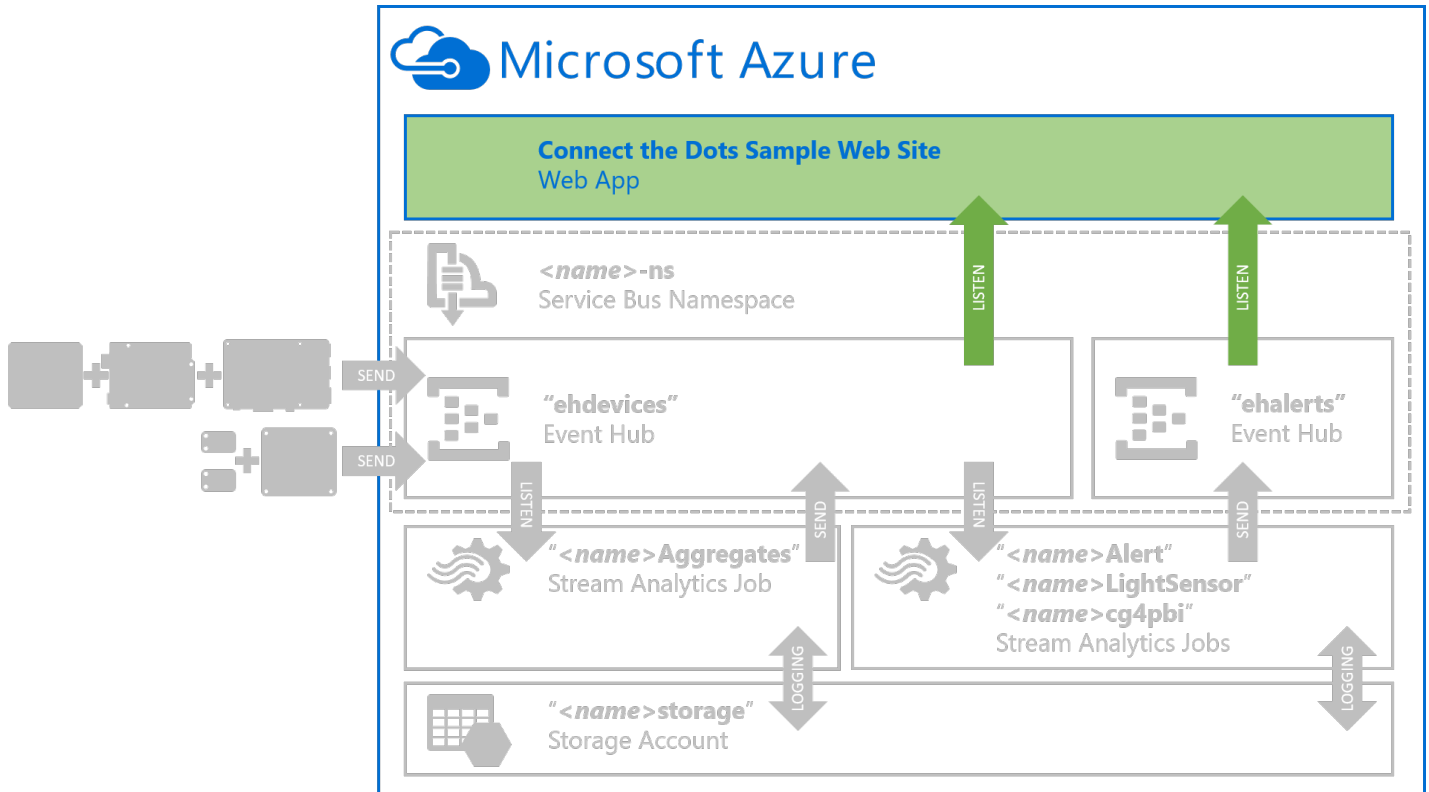 Microsoft Azure
Connect the Dots Sample Web Site
Web App
<name>-ns
Service Bus Namespace
LISTEN
LISTEN
SEND
SEND
“ehdevices”
Event Hub
“ehalerts”
Event Hub
LISTEN
SEND
LISTEN
SEND
“<name>Aggregates”
Stream Analytics Job
“<name>Alert”
“<name>LightSensor”
“<name>cg4pbi”
Stream Analytics Jobs
LOGGING
LOGGING
“<name>storage”
Storage Account